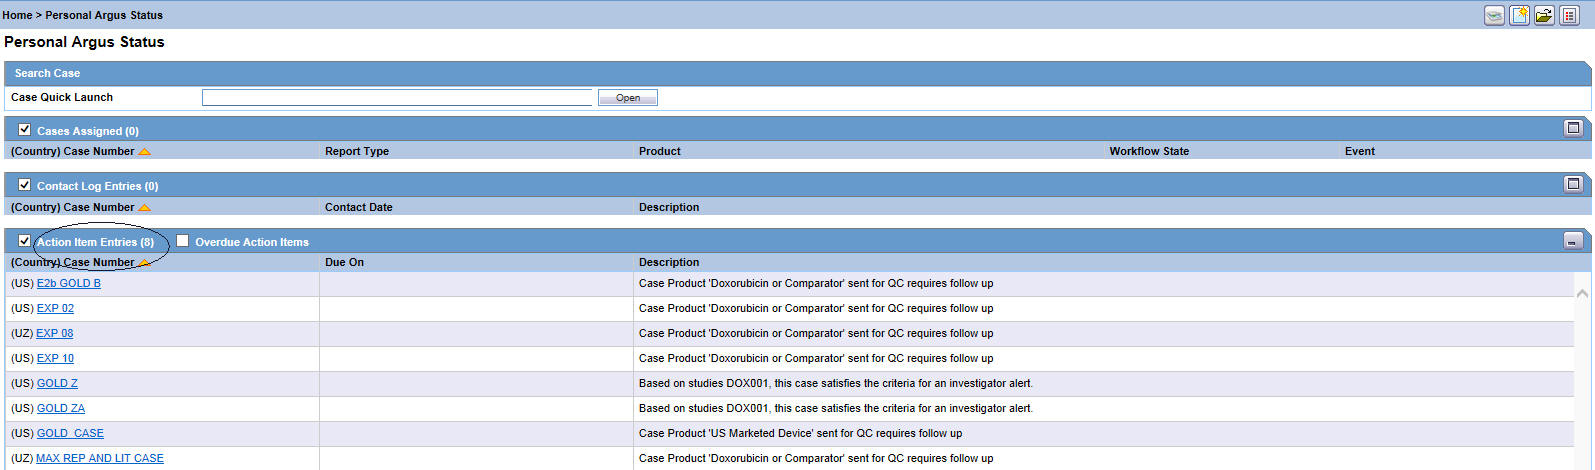 Home > Personal Argus Status
Personal Argus Status
Search Case
Case Quick Launch Open
Cases Assigned (0)
(Country) Case Number Report Type Product Workflow State Event
Contact Log Entries (0)
(Country) Case Number Contact Date Description
Action Item Entries (8) Overdue Action Items
(Country) Case Number Due On Description
(US) E2b GOLD B Case Product 'Doxorubicin or Comparator' sent for QC requires follow up
(US) EXP 02 Case Product 'Doxorubicin or Comparator' sent for QC requires follow up
(UZ) EXP 08 Case Product 'Doxorubicin or Comparator' sent for QC requires follow up
(US) EXP 10 Case Product 'Doxorubicin or Comparator' sent for QC requires follow up
(US) GOLD Z Based on studies DOX001, this case satisfies the criteria for an investigator alert.
(US) GOLD ZA Based on studies DOX001, this case satisfies the criteria for an investigator alert.
(US) GOLD CASE Case Product 'US Marketed Device' sent for QC requires follow up
(UZ) MAX REP AND LIT CASE Case Product 'Doxorubicin or Comparator' sent for QC requires follow up